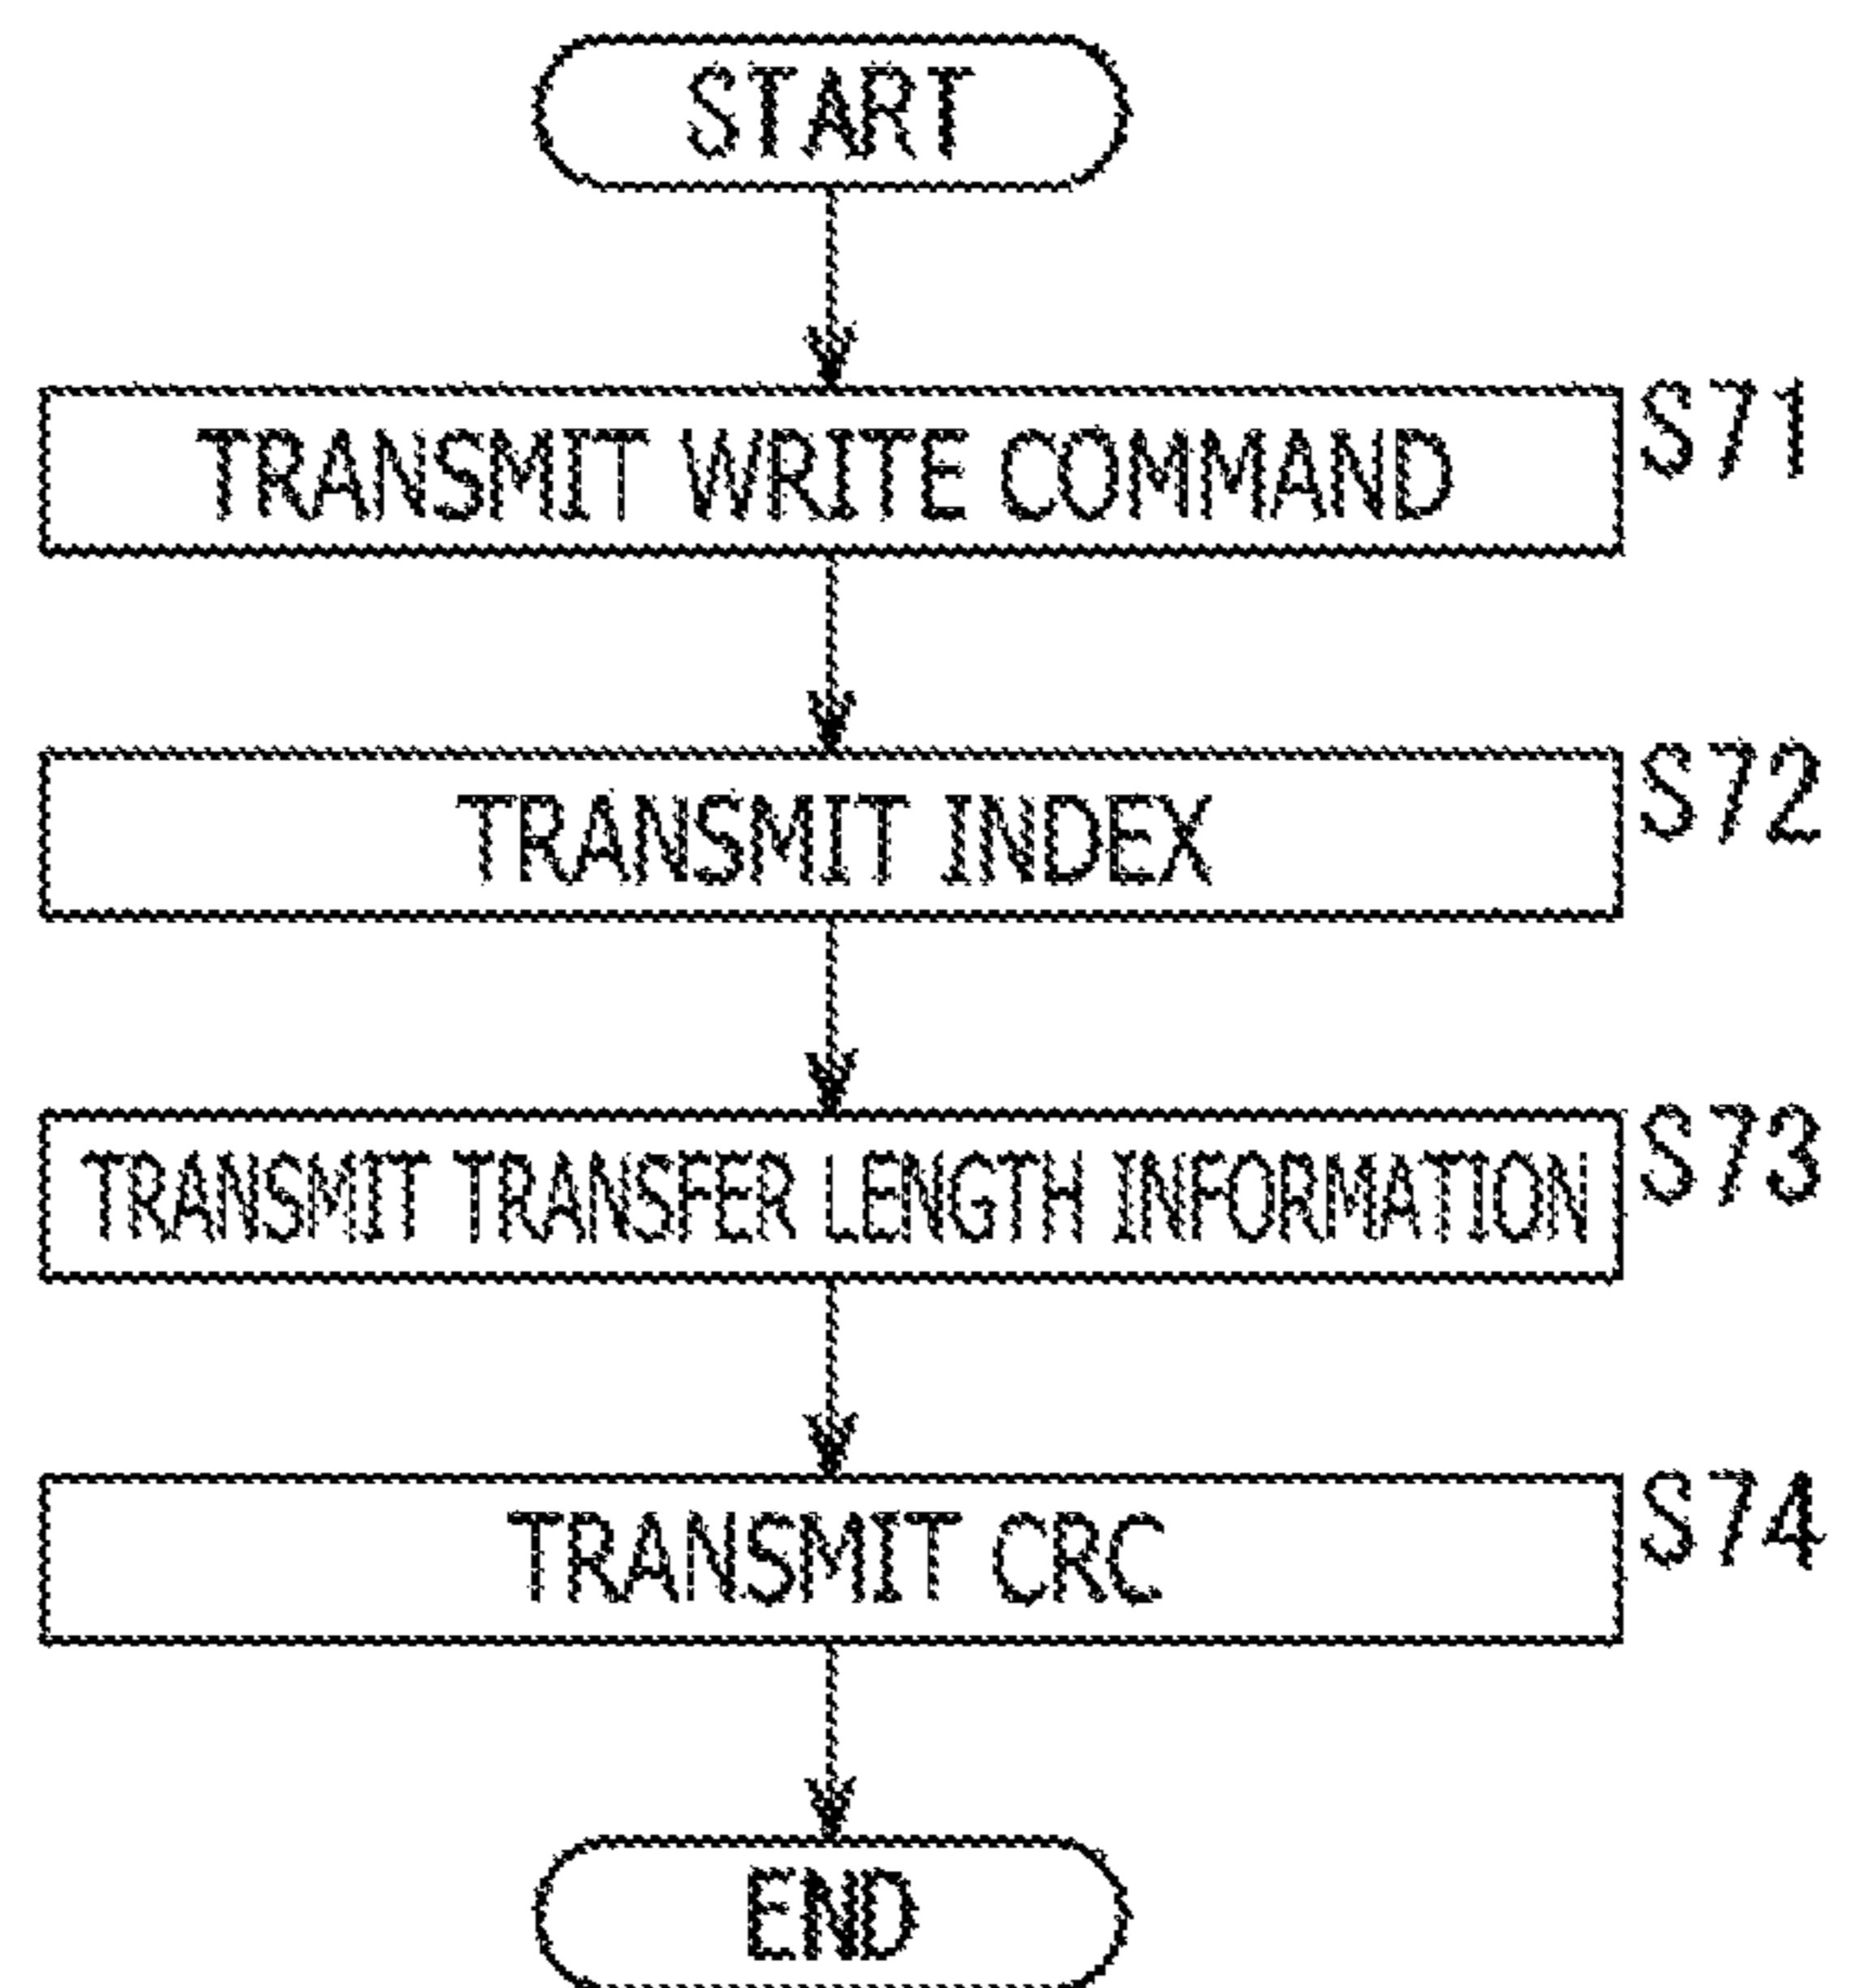 START
TRANSMIT WRITE COMMAND S71
TRANSMIT INDEX S72
TRANSMIT TRANSFER LENGTH INFORMATION S73
TRANSMIT CRC S74
END